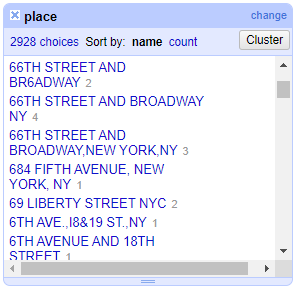 place change
2928 choices Sort by: name count Cluster
66TH STREET AND
BR6ADWAY 2
66TH STREET AND BROADWAY
NY 4
66TH STREET AND
BROADWAY,NEW YORK,NY 3
684 FIFTH AVENUE, NEW
YORK, NY 1
69 LIBERTY STREET NYC 2
6TH AVE.,I8&19 ST.,NY 1
6TH AVENUE AND 18TH
STREET 1